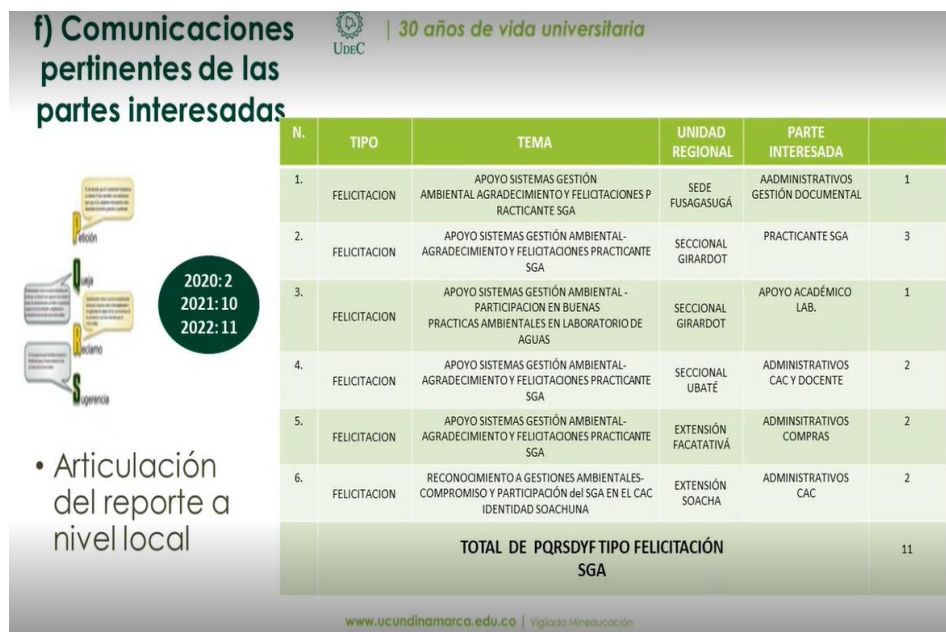 f) Comunicaciones
pertinentes de las
partes interesadas
UDEC
| 30 años de vida universitaria
Petición
Queja
Reclamo
Sugerencia
2020: 2
2021: 10
2022: 11
• Articulación
del reporte a
nivel local
N.
TIPO
TEMA
UNIDAD
REGIONAL
PARTE
INTERESADA
1.
FELICITACION
APOYO SISTEMAS GESTIÓN
AMBIENTAL AGRADECIMIENTO Y FELICITACIONES P
RACTICANTE SGA
SEDE
FUSAGASUGÁ
AADMINISTRATIVOS
GESTIÓN DOCUMENTAL
1
2.
FELICITACION
APOYO SISTEMAS GESTIÓN AMBIENTAL-
AGRADECIMIENTO Y FELICITACIONES PRACTICANTE
SGA
SECCIONAL
GIRARDOT
PRACTICANTE SGA
3
3.
FELICITACION
APOYO SISTEMAS GESTIÓN AMBIENTAL -
PARTICIPACION EN BUENAS
PRACTICAS AMBIENTALES EN LABORATORIO DE
AGUAS
SECCIONAL
GIRARDOT
APOYO ACADÉMICO
LAB.
1
4.
FELICITACION
APOYO SISTEMAS GESTIÓN AMBIENTAL-
AGRADECIMIENTO Y FELICITACIONES PRACTICANTE
SGA
SECCIONAL
UBATÉ
ADMINISTRATIVOS
CAC Y DOCENTE
2
5.
FELICITACION
APOYO SISTEMAS GESTIÓN AMBIENTAL-
AGRADECIMIENTO Y FELICITACIONES PRACTICANTE
SGA
EXTENSIÓN
FACATATIVÁ
ADMINSITRATIVOS
COMPRAS
2
6.
FELICITACION
RECONOCIMIENTO A GESTIONES AMBIENTALES-
COMPROMISO Y PARTICIPACIÓN del SGA EN EL CAC
IDENTIDAD SOACHUNA
EXTENSIÓN
SOACHA
ADMINISTRATIVOS
CAC
2
TOTAL DE PQRSDYF TIPO FELICITACIÓN
SGA
11
www.ucundinamarca.edu.co | Vigilada Mineducación